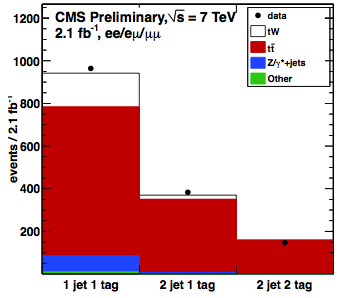 CMS Preliminary,√s = 7 TeV
2.1 fb⁻¹, ee/eμ/μμ
data
tW
tt̄
Z/γ*+jets
Other
events / 2.1 fb⁻¹
1200
1000
800
600
400
200
1 jet 1 tag
2 jet 1 tag
2 jet 2 tag